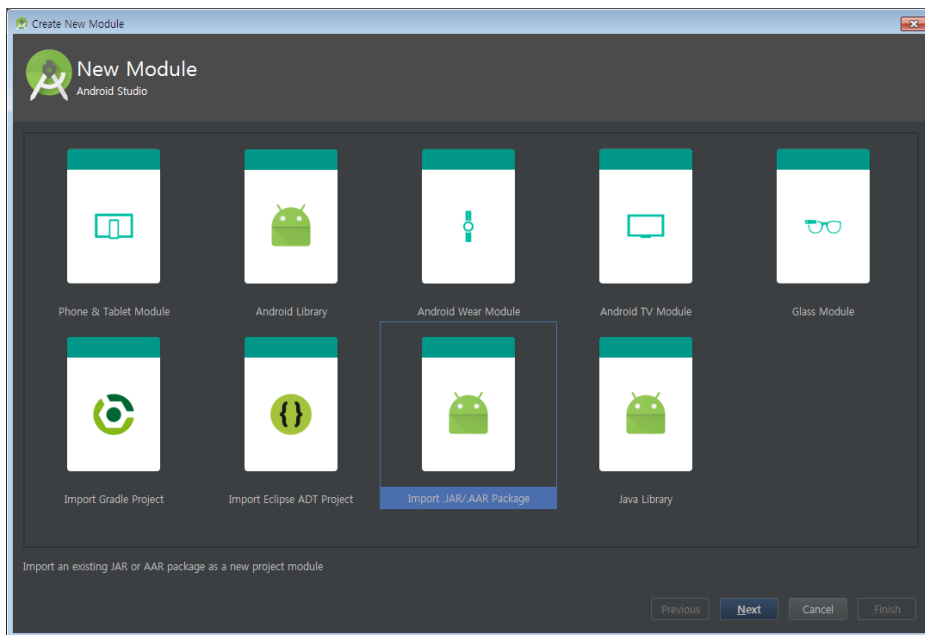 Create New Module
New Module
Android Studio
Phone & Tablet Module
Android Library
Android Wear Module
Android TV Module
Glass Module
Import Gradle Project
Import Eclipse ADT Project
Import .JAR/.AAR Package
Java Library
Import an existing JAR or AAR package as a new project module
Previous
Next
Cancel
Finish